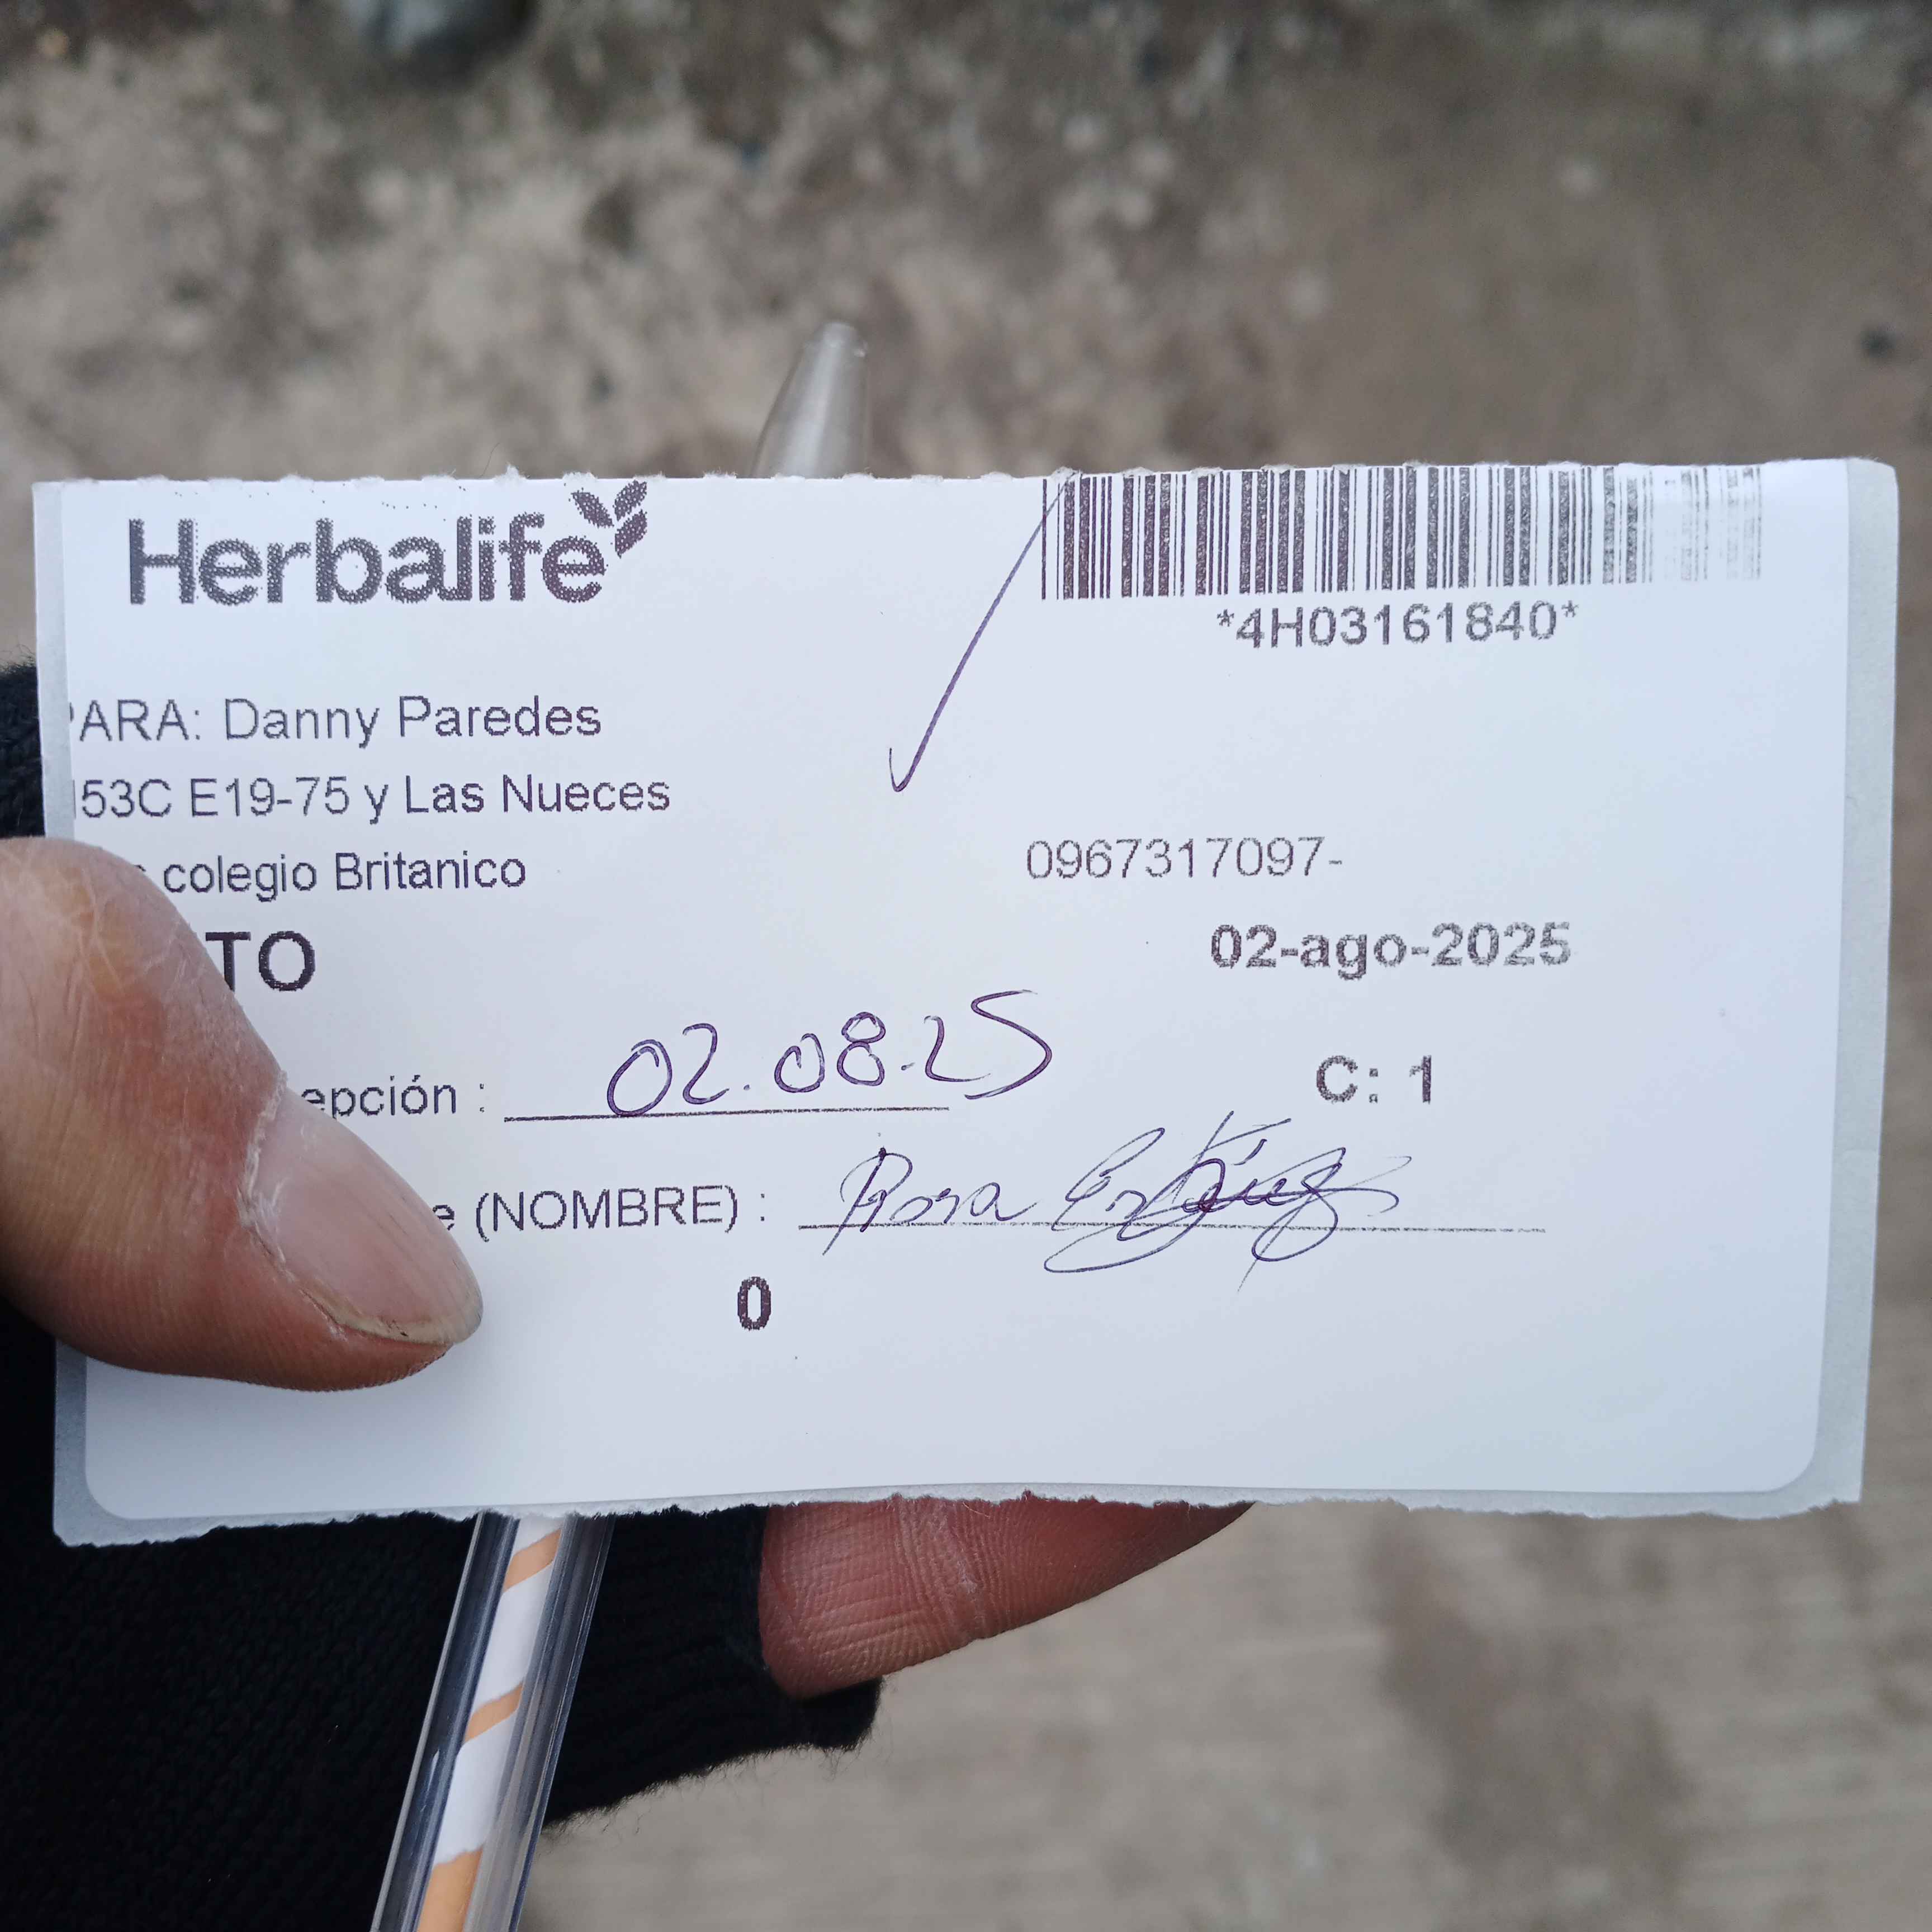 Herbalife
*4H03161840*
PARA: Danny Paredes
53C E19-75 y Las Nueces
colegio Britanico
0967317097-
TO
02-ago-2025
epción : 02.08.25
C: 1
e (NOMBRE) : Rosa
0